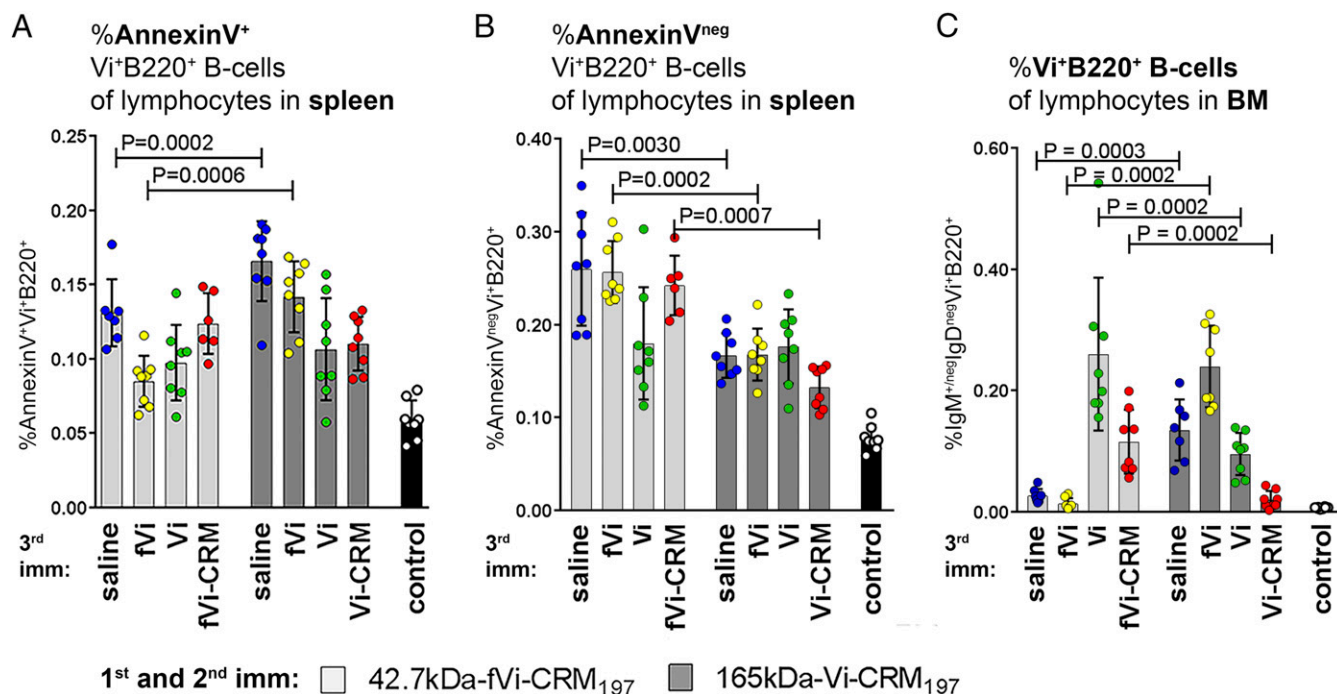 A
%AnnexinV⁺
Vi⁺B220⁺ B-cells
of lymphocytes in spleen
%AnnexinV⁺Vi⁺B220⁺
0.25
0.20
0.15
0.10
0.05
0.00
P=0.0002
P=0.0006
3rd
imm:
saline
fVi
Vi
fVi-CRM
saline
fVi
Vi
Vi-CRM
control
B
%AnnexinVneg
Vi⁺B220⁺ B-cells
of lymphocytes in spleen
%AnnexinVnegVi⁺B220⁺
0.40
0.30
0.20
0.10
0.00
P=0.0030
P=0.0002
P=0.0007
3rd
imm:
saline
fVi
Vi
fVi-CRM
saline
fVi
Vi
Vi-CRM
control
C
%Vi⁺B220⁺ B-cells
of lymphocytes in BM
%IgM+/negIgDnegVi⁺B220⁺
0.60
0.40
0.20
0.00
P = 0.0003
P = 0.0002
P = 0.0002
P = 0.0002
3rd
imm:
saline
fVi
Vi
fVi-CRM
saline
fVi
Vi
Vi-CRM
control
1st and 2nd imm: 42.7kDa-fVi-CRM₁₉₇ 165kDa-Vi-CRM₁₉₇